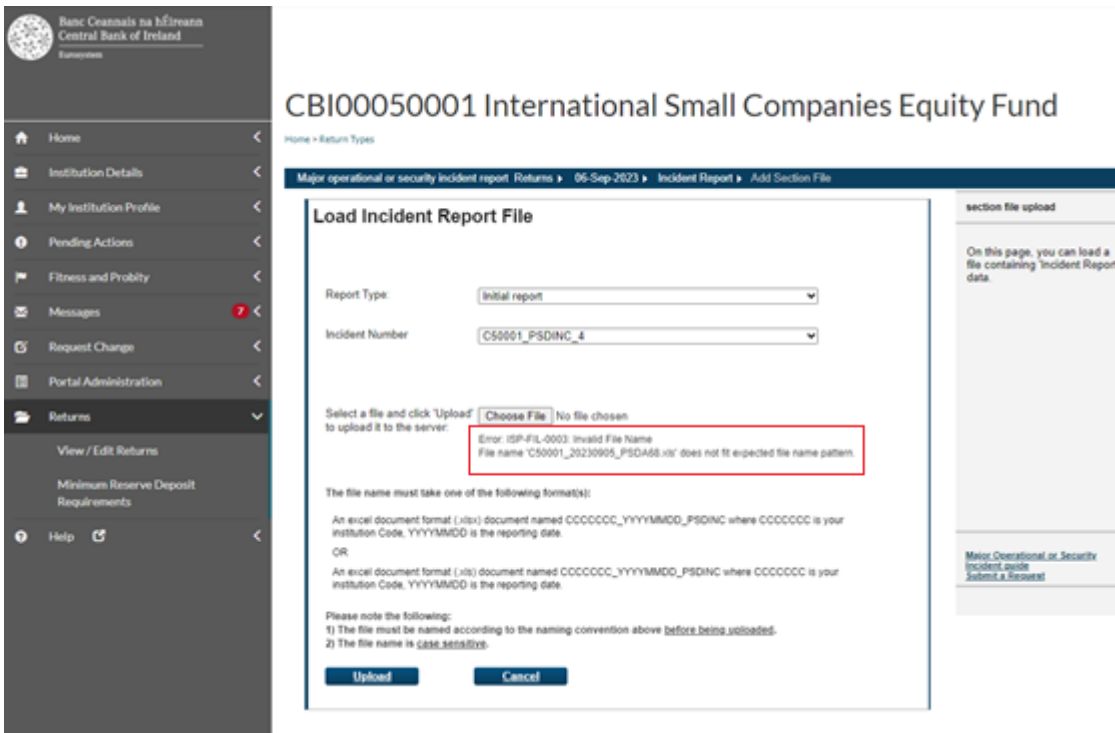 Banc Ceannais na hÉireann
Central Bank of Ireland
Eurosystem
CBI00050001 International Small Companies Equity Fund
Home > Return Types
Home
Institution Details
My Institution Profile
Pending Actions
Fitness and Probity
Messages 7
Request Change
Portal Administration
Returns
View / Edit Returns
Minimum Reserve Deposit
Requirements
Help
Major operational or security incident report Returns 06-Sep-2023 Incident Report Add Section File
Load Incident Report File
Report Type: Initial report
Incident Number C50001_PSDINC_4
Select a file and click 'Upload' Choose File No file chosen
to upload it to the server:
Error: ISP-FIL-0003: Invalid File Name
File name 'C50001_20230905_PSDA68.xls' does not fit expected file name pattern.
The file name must take one of the following format(s):
An excel document format (.xlsx) document named CCCCCCC_YYYYMMDD_PSDINC where CCCCCCC is your
institution Code, YYYYMMDD is the reporting date.
OR
An excel document format (.xls) document named CCCCCCC_YYYYMMDD_PSDINC where CCCCCCC is your
institution Code, YYYYMMDD is the reporting date.
Please note the following:
1) The file must be named according to the naming convention above before being uploaded.
2) The file name is case sensitive.
Upload Cancel
section file upload
On this page, you can load a
file containing 'Incident Report
data.
Major Operational or Security
Incident guide
Submit a Request